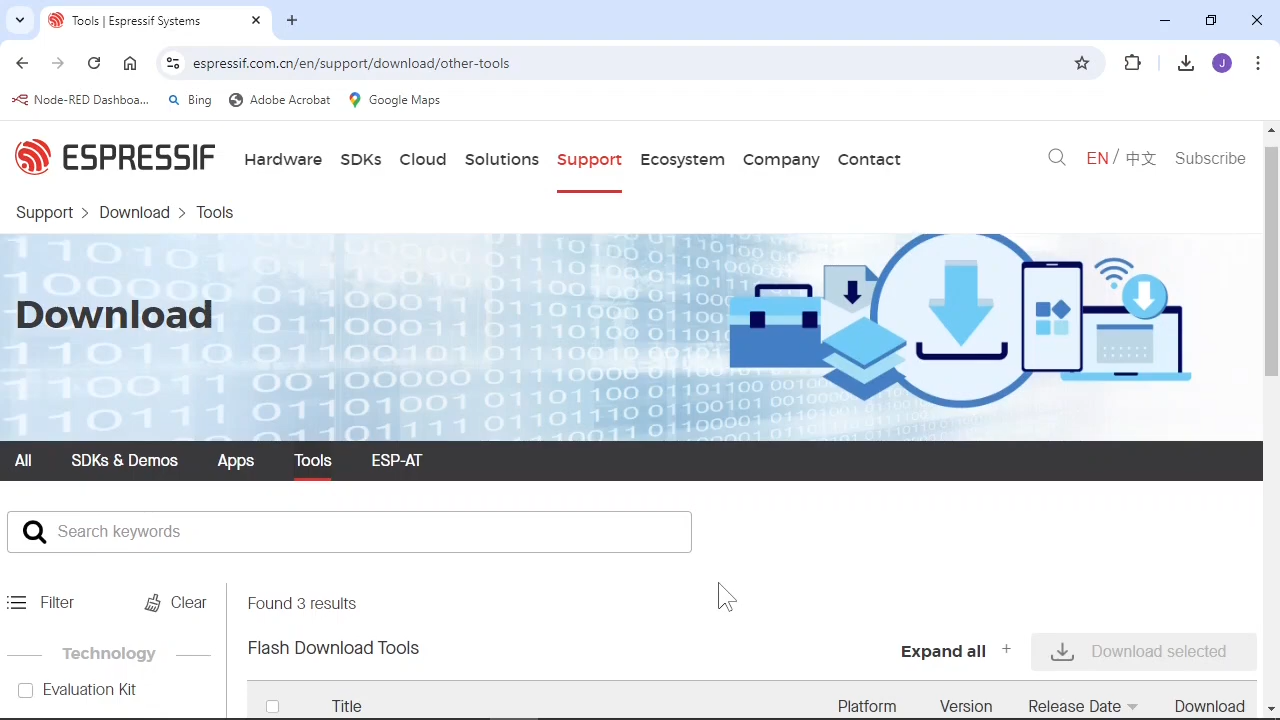 Tools | Espressif Systems
espressif.com.cn/en/support/download/other-tools
J
Node-RED Dashboa...
Bing
Adobe Acrobat
Google Maps
ESPRESSIF
Hardware SDKs Cloud Solutions Support Ecosystem Company Contact
EN / 中文 Subscribe
Support > Download > Tools
Download
All SDKs & Demos Apps Tools ESP-AT
Search keywords
Filter Clear
Found 3 results
Technology
Flash Download Tools
Expand all +
Download selected
Evaluation Kit
Title Platform Version Release Date Download